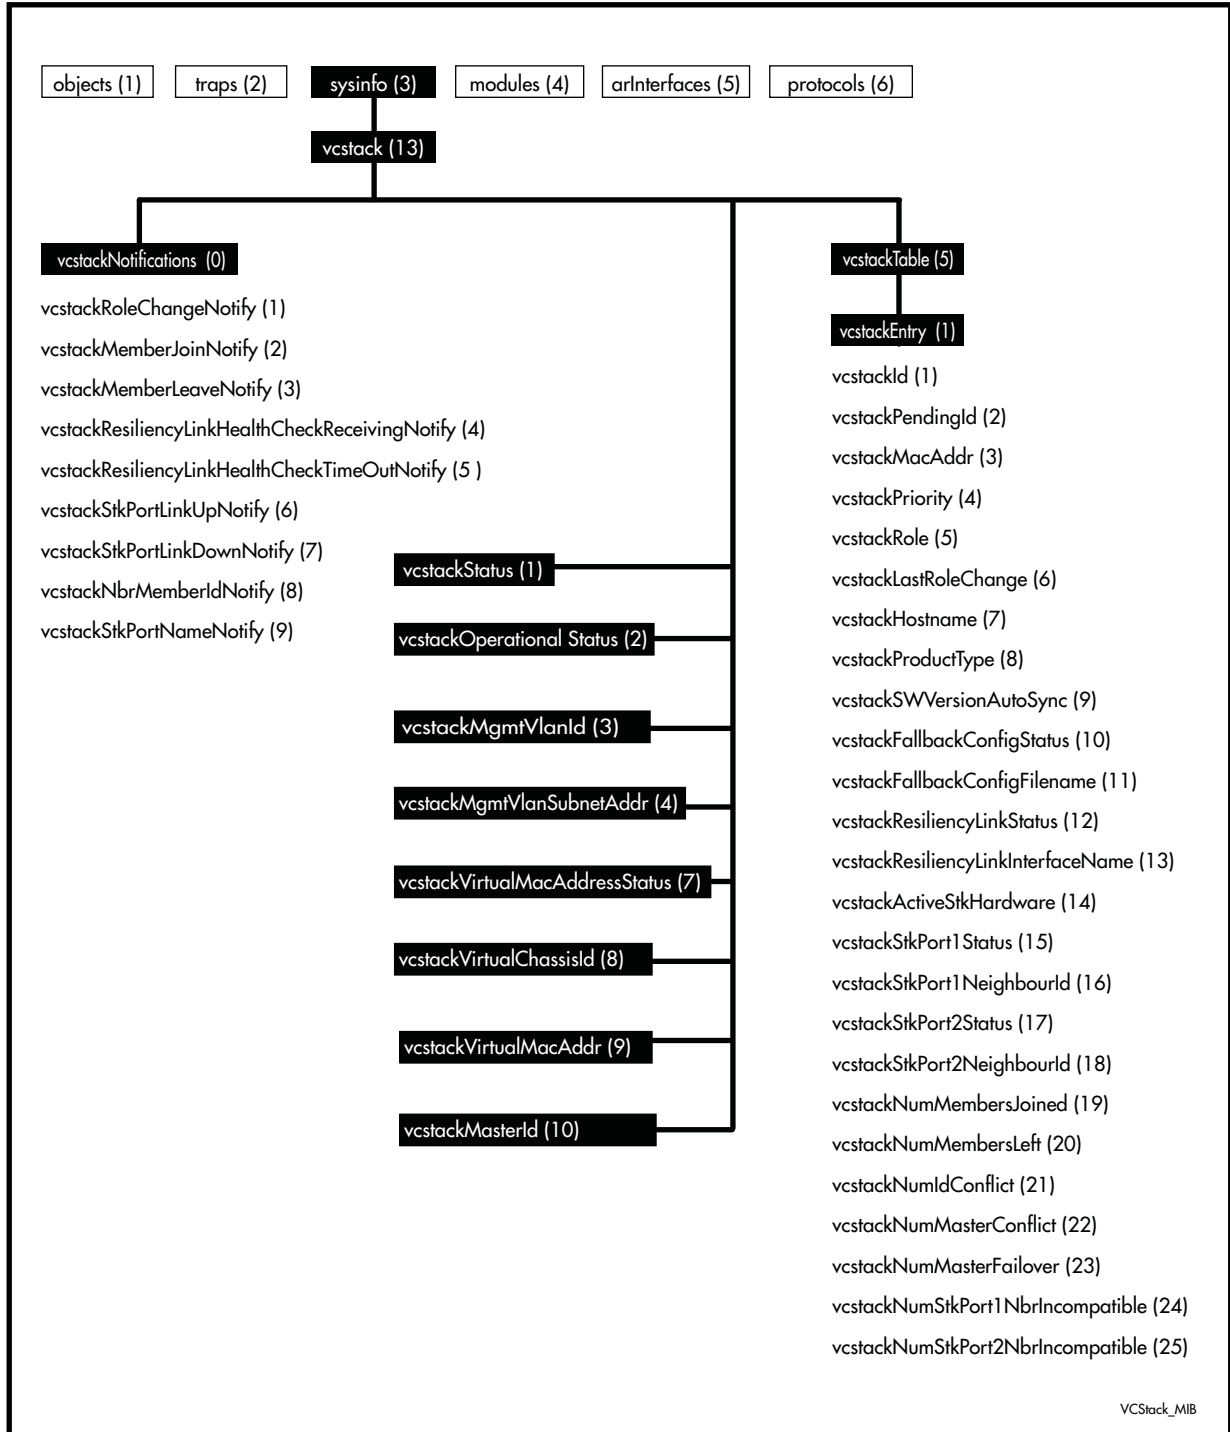 objects (1)
traps (2)
sysinfo (3)
modules (4)
arInterfaces (5)
protocols (6)
vcstack (13)
vcstackNotifications (0)
vcstackRoleChangeNotify (1)
vcstackMemberJoinNotify (2)
vcstackMemberLeaveNotify (3)
vcstackResiliencyLinkHealthCheckReceivingNotify (4)
vcstackResiliencyLinkHealthCheckTimeOutNotify (5 )
vcstackStkPortLinkUpNotify (6)
vcstackStkPortLinkDownNotify (7)
vcstackNbrMemberIdNotify (8)
vcstackStkPortNameNotify (9)
vcstackStatus (1)
vcstackOperational Status (2)
vcstackMgmtVlanId (3)
vcstackMgmtVlanSubnetAddr (4)
vcstackVirtualMacAddressStatus (7)
vcstackVirtualChassisId (8)
vcstackVirtualMacAddr (9)
vcstackMasterId (10)
vcstackTable (5)
vcstackEntry (1)
vcstackId (1)
vcstackPendingId (2)
vcstackMacAddr (3)
vcstackPriority (4)
vcstackRole (5)
vcstackLastRoleChange (6)
vcstackHostname (7)
vcstackProductType (8)
vcstackSWVersionAutoSync (9)
vcstackFallbackConfigStatus (10)
vcstackFallbackConfigFilename (11)
vcstackResiliencyLinkStatus (12)
vcstackResiliencyLinkInterfaceName (13)
vcstackActiveStkHardware (14)
vcstackStkPort1Status (15)
vcstackStkPort1NeighbourId (16)
vcstackStkPort2Status (17)
vcstackStkPort2NeighbourId (18)
vcstackNumMembersJoined (19)
vcstackNumMembersLeft (20)
vcstackNumIdConflict (21)
vcstackNumMasterConflict (22)
vcstackNumMasterFailover (23)
vcstackNumStkPort1NbrIncompatible (24)
vcstackNumStkPort2NbrIncompatible (25)
VCStack_MIB